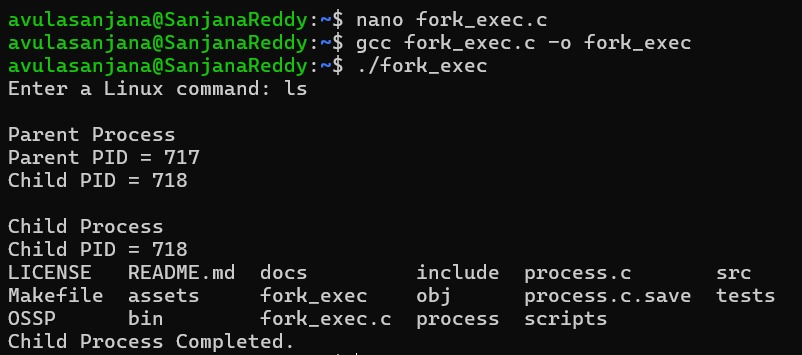 avulasanjana@SanjanaReddy:~$ nano fork_exec.c
avulasanjana@SanjanaReddy:~$ gcc fork_exec.c -o fork_exec
avulasanjana@SanjanaReddy:~$ ./fork_exec
Enter a Linux command: ls

Parent Process
Parent PID = 717
Child PID = 718

Child Process
Child PID = 718
LICENSE   README.md  docs         include  process.c       src
Makefile  assets     fork_exec    obj      process.c.save  tests
OSSP      bin        fork_exec.c  process  scripts
Child Process Completed.